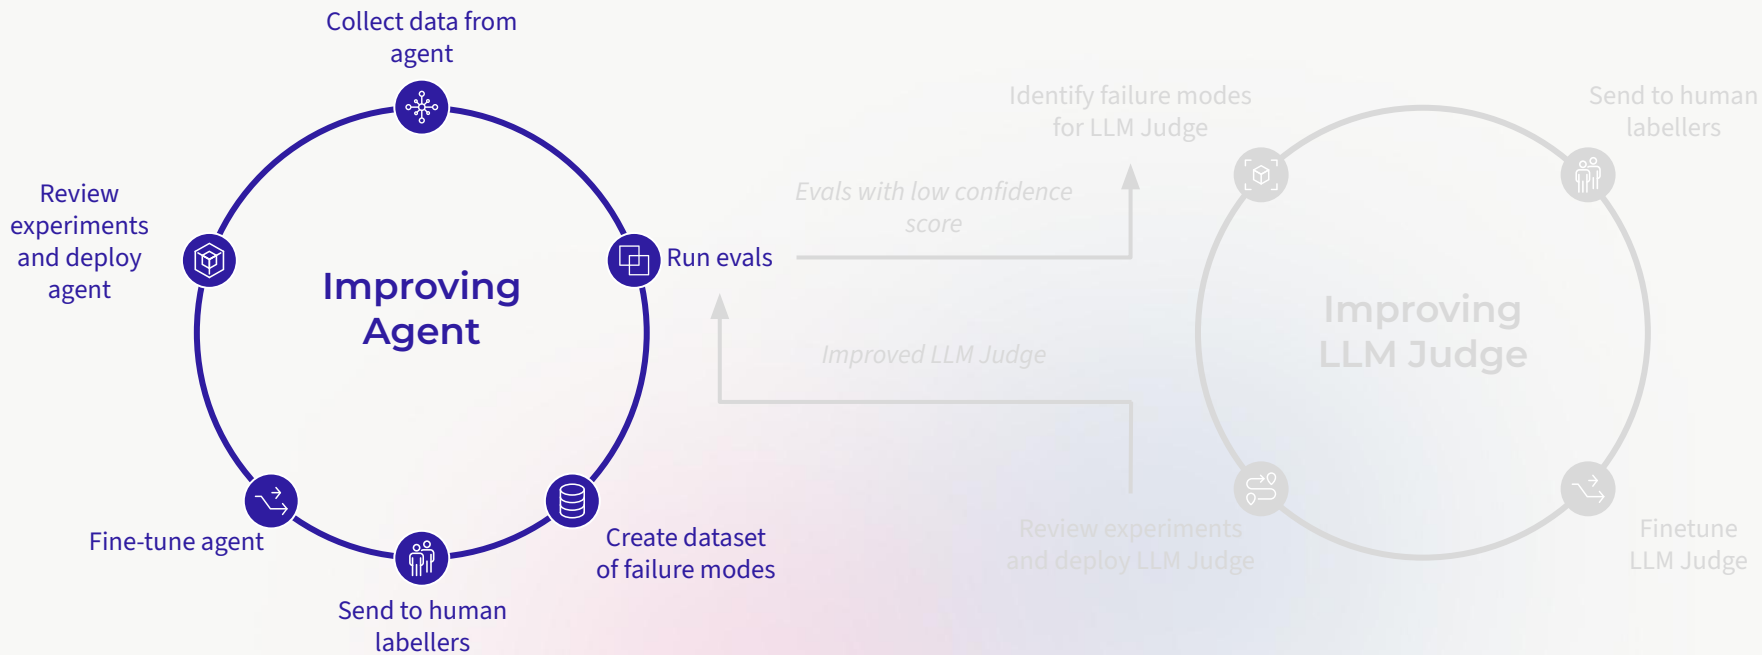 Collect data from
agent
Review
experiments
and deploy
agent
Improving
Agent
Run evals
Fine-tune agent
Create dataset
of failure modes
Send to human
labellers
Evals with low confidence
score
Improved LLM Judge
Identify failure modes
for LLM Judge
Send to human
labellers
Improving
LLM Judge
Review experiments
and deploy LLM Judge
Finetune
LLM Judge